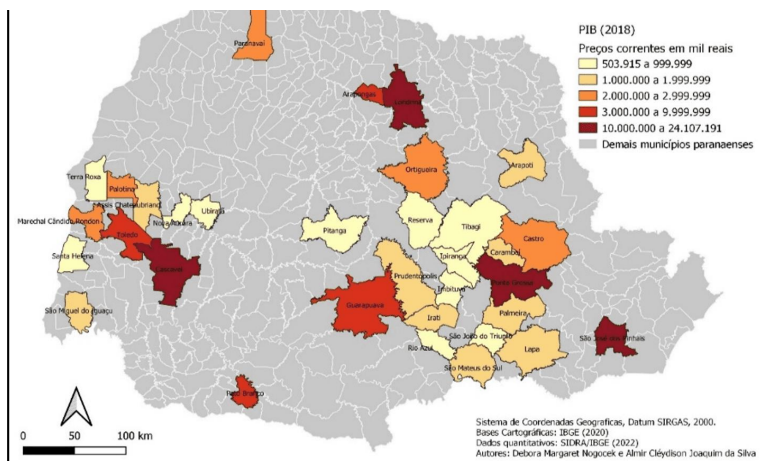 PIB (2018)
Preços correntes em mil reais
503.915 a 999.999
1.000.000 a 1.999.999
2.000.000 a 2.999.999
3.000.000 a 9.999.999
10.000.000 a 24.107.191
Demais municípios paranaenses
Paranavaí
Arapongas
Londrina
Ortigueira
Arapoti
Terra Roxa
Palotina
Assis Chateaubriand
Marechal Cândido Rondon
Nova Aurora
Ubiratã
Toledo
Cascavel
Santa Helena
São Miguel do Iguaçu
Pitanga
Reserva
Tibagi
Castro
Carambeí
Ipiranga
Ponta Grossa
Prudentópolis
Imbituva
Guarapuava
Irati
Palmeira
São João do Triunfo
Rio Azul
Lapa
São Mateus do Sul
São José dos Pinhais
Pato Branco
0 50 100 km
Sistema de Coordenadas Geograficas, Datum SIRGAS, 2000.
Bases Cartográficas: IBGE (2020)
Dados quantitativos: SIDRA/IBGE (2022)
Autores: Debora Margaret Nogocek e Almir Cléydison Joaquim da Silva